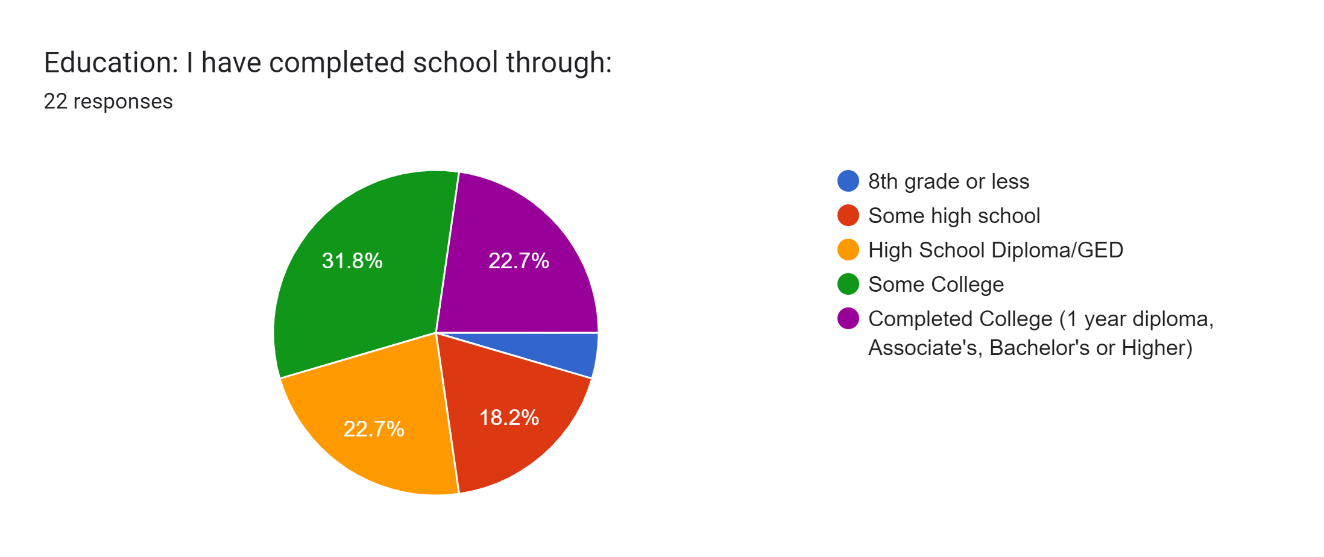 Education: I have completed school through:
22 responses
31.8%
22.7%
22.7%
18.2%
8th grade or less
Some high school
High School Diploma/GED
Some College
Completed College (1 year diploma,
Associate's, Bachelor's or Higher)